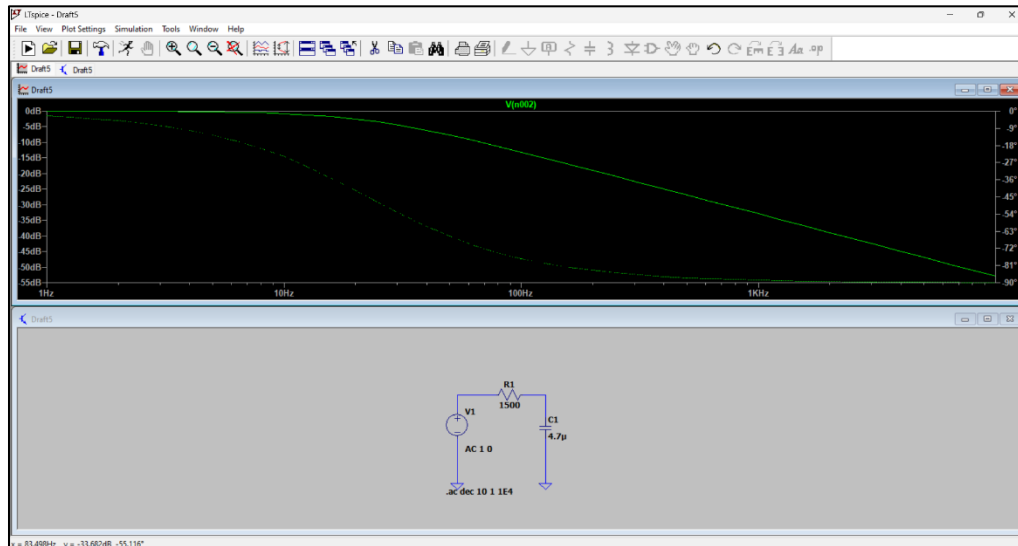 LTspice - Draft5
File View Plot Settings Simulation Tools Window Help
Draft5 Draft5
Draft5
V(n002)
0dB 0°
-5dB -9°
-10dB -18°
-15dB -27°
-20dB -36°
-25dB -45°
-30dB -54°
-35dB -63°
-40dB -72°
-45dB -81°
-50dB -90°
-55dB
1Hz 10Hz 100Hz 1KHz
Draft5
R1
1500
V1
C1
4.7µ
AC 1 0
.ac dec 10 1 1E4
x = 83.498Hz y = -33.682dB, -55.116°